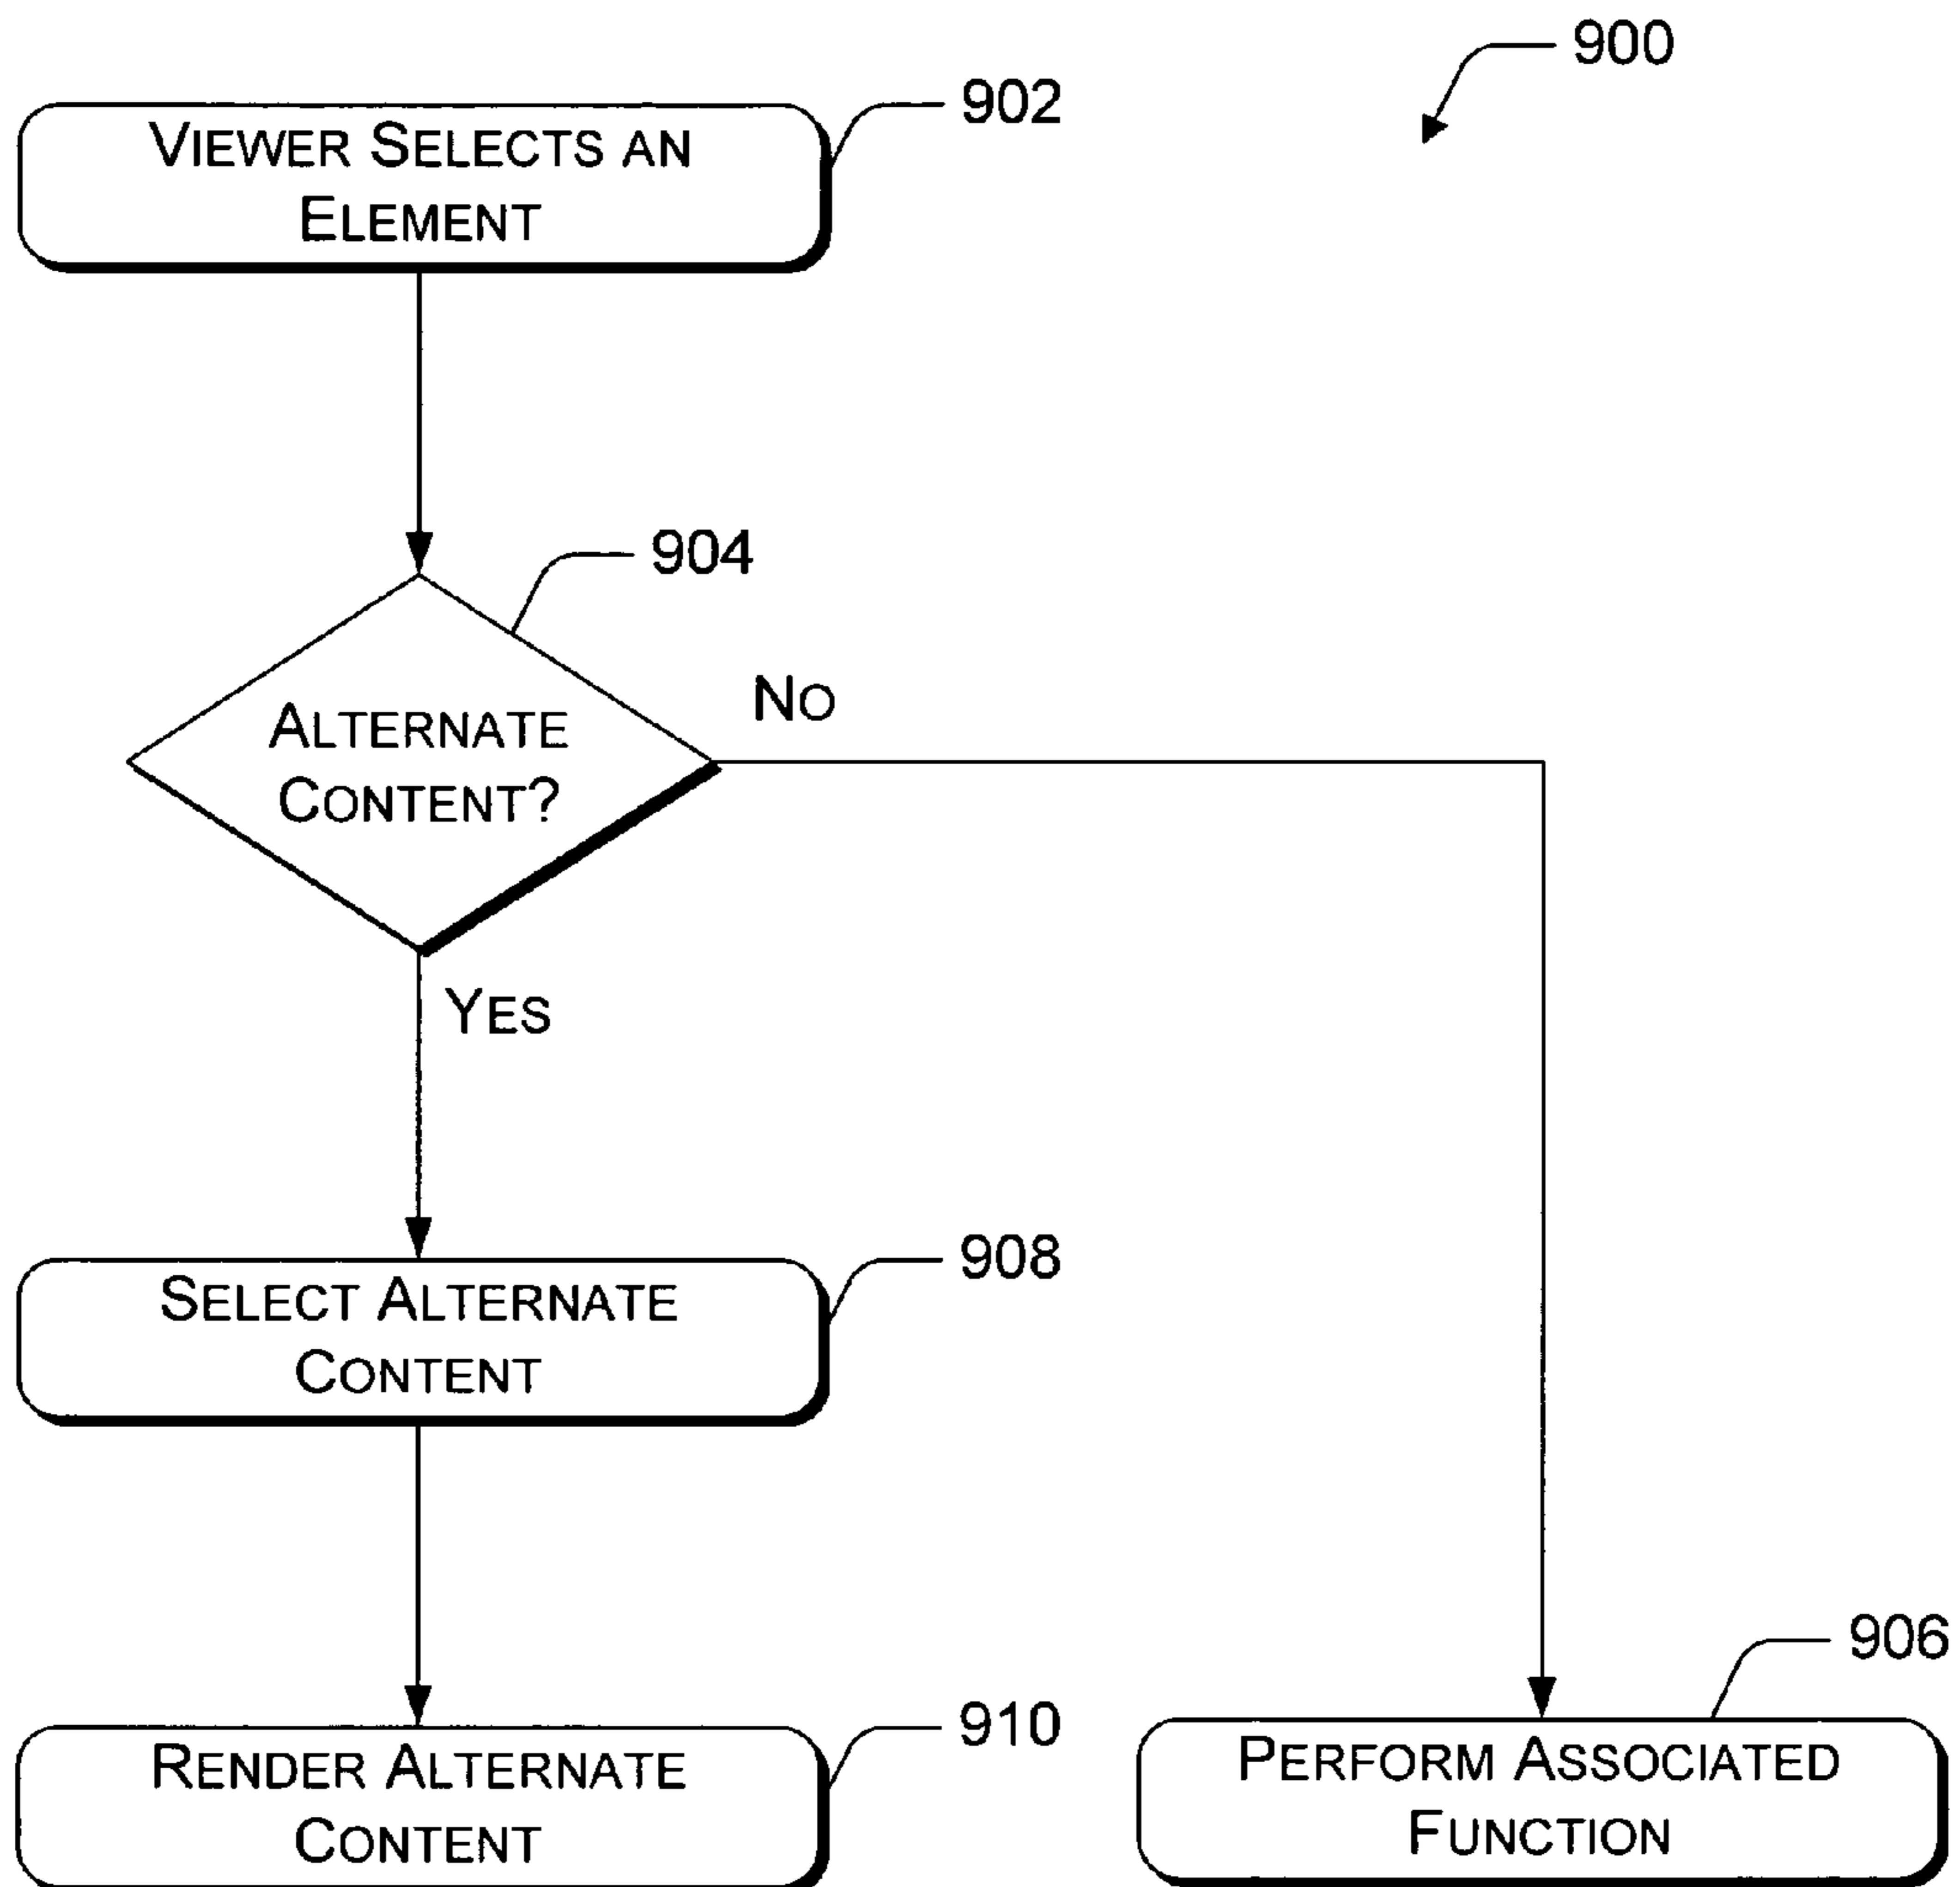 900
902
VIEWER SELECTS AN
ELEMENT
904
ALTERNATE
CONTENT?
NO
YES
908
SELECT ALTERNATE
CONTENT
906
910
RENDER ALTERNATE
CONTENT
PERFORM ASSOCIATED
FUNCTION